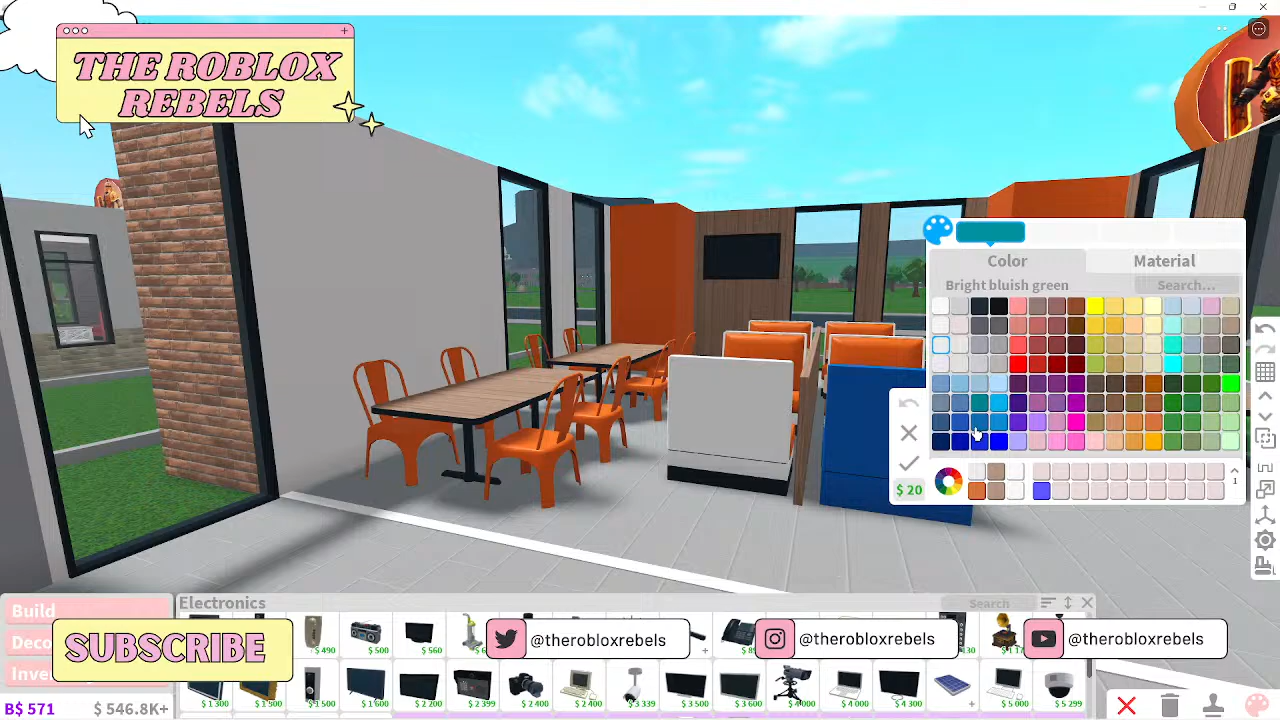 THE ROBLOX
REBELS
Color
Material
Bright bluish green
Search...
$ 20
1
Build
Electronics
Search
Deco
SUBSCRIBE
Inve
$ 490
$ 500
$ 560
@therobloxrebels
@therobloxrebels
@therobloxrebels
$ 1 300
$ 1 500
$ 1 500
$ 1 600
$ 2 200
$ 2 399
$ 2 400
$ 2 400
$ 3 339
$ 3 500
$ 3 600
$ 4 000
$ 4 000
$ 4 300
$ 5 000
$ 5 299
B$ 571
$ 546.8K+